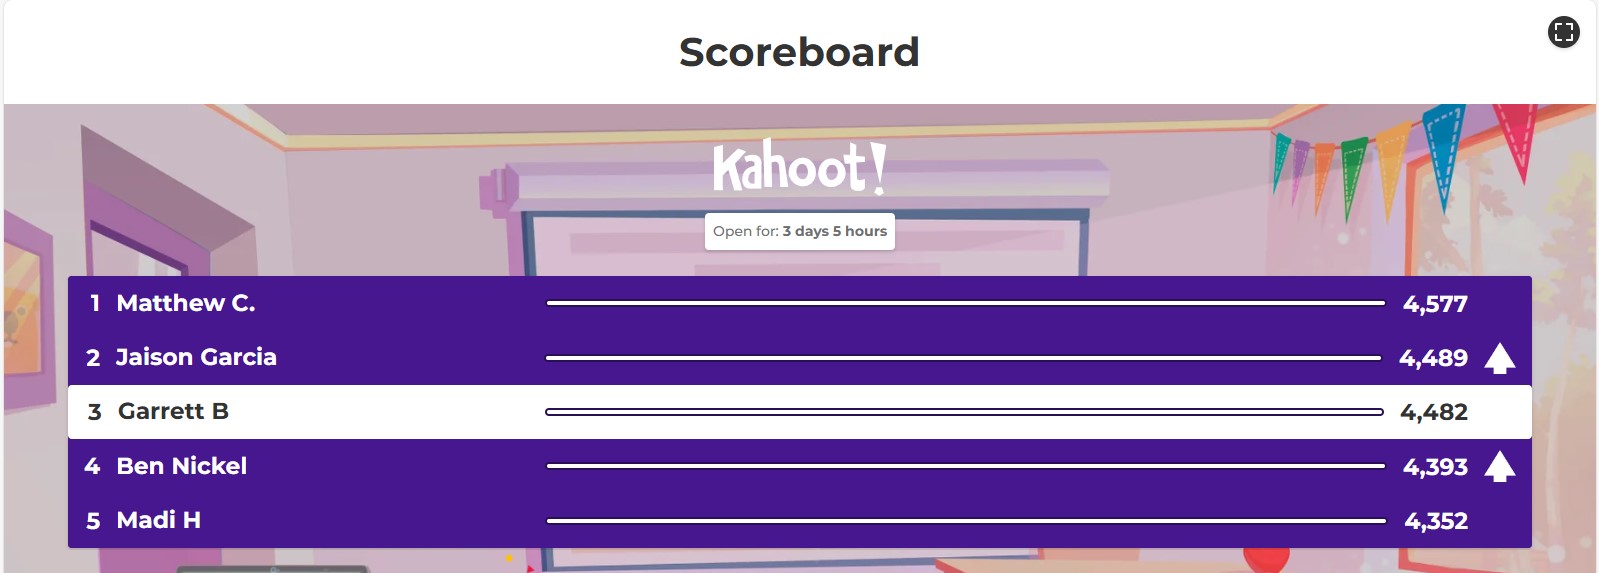 Scoreboard
Kahoot!
Open for: 3 days 5 hours
1 Matthew C. 4,577
2 Jaison Garcia 4,489
3 Garrett B 4,482
4 Ben Nickel 4,393
5 Madi H 4,352